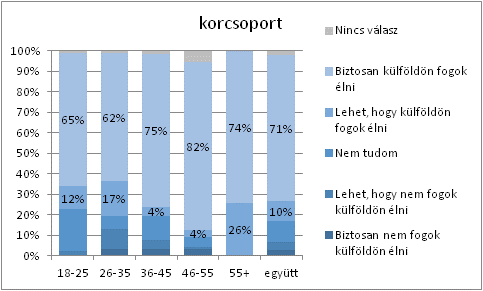 korcsoport
100%
90%
80%
70%
60%
50%
40%
30%
20%
10%
0%
65% 62% 75% 82% 74% 71%
12% 17% 4% 4% 26% 10%
18-25 26-35 36-45 46-55 55+ együtt
Nincs válasz
Biztosan külföldön fogok
élni
Lehet, hogy külföldön
fogok élni
Nem tudom
Lehet, hogy nem fogok
külföldön élni
Biztosan nem fogok
külföldön élni